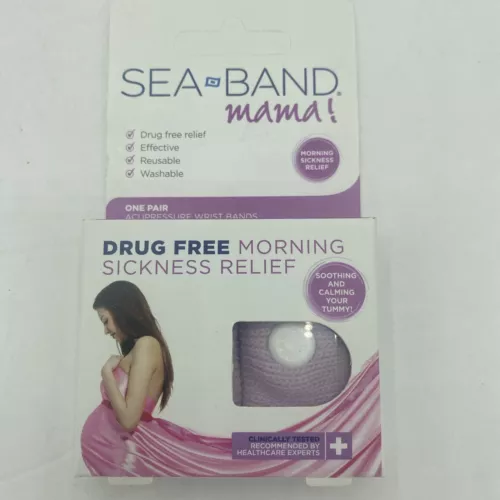 SEA-BAND®
mama!
Drug free relief
Effective
Reusable
Washable
MORNING
SICKNESS
RELIEF
ONE PAIR
ACUPRESSURE WRIST BANDS
DRUG FREE MORNING
SICKNESS RELIEF
SOOTHING
AND
CALMING
YOUR
TUMMY!
CLINICALLY TESTED
RECOMMENDED BY
HEALTHCARE EXPERTS